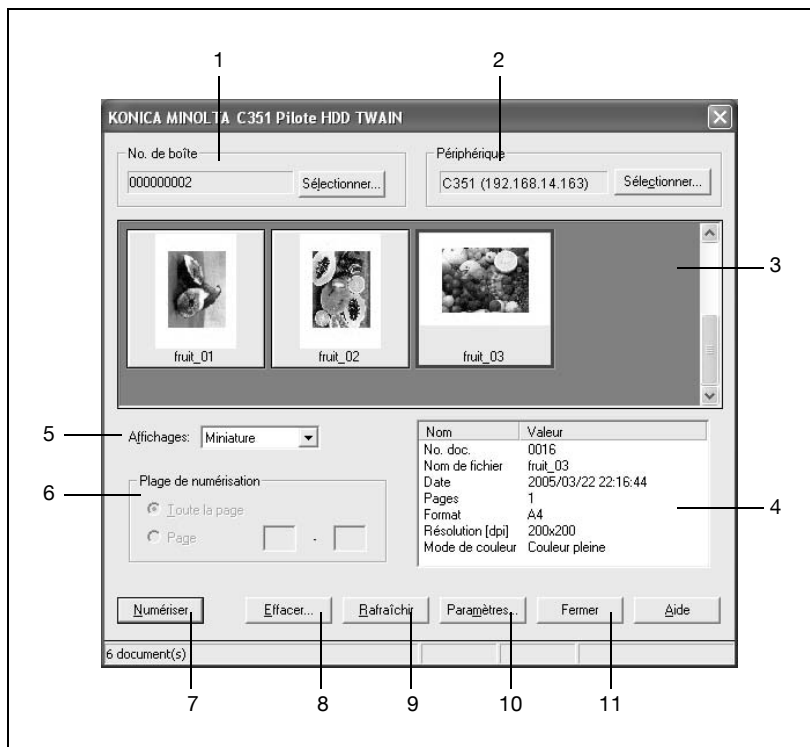 1
2
KONICA MINOLTA C351 Pilote HDD TWAIN
No. de boîte
Périphérique
000000002
Sélectionner...
C351 (192.168.14.163)
Sélectionner...
3
fruit_01
fruit_02
fruit_03
5
Affichages:
Miniature
Nom
Valeur
No. doc.
0016
Nom de fichier
fruit_03
Date
2005/03/22 22:16:44
Pages
1
Format
A4
Résolution [dpi]
200x200
Mode de couleur
Couleur pleine
4
6
Plage de numérisation
Toute la page
Page
-
Numériser
Effacer...
Rafraîchir
Paramètres...
Fermer
Aide
6 document(s)
7
8
9
10
11